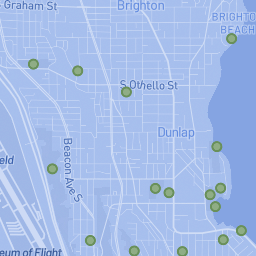 Graham St
Brighton
BRIGHTON
BEACH
S Othello St
Dunlap
Beacon Ave S
eld
eum of Flight